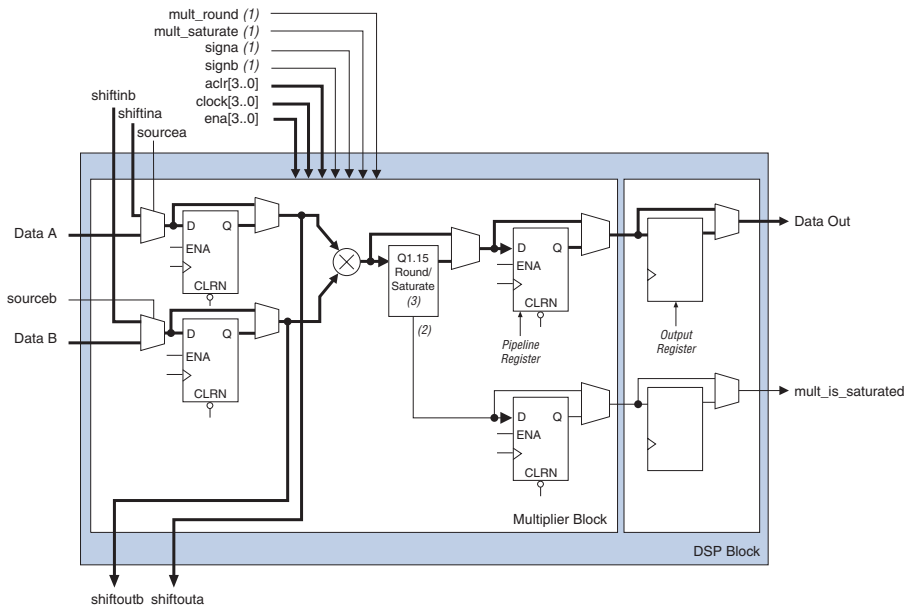 mult_round (1)
mult_saturate (1)
signa (1)
signb (1)
aclr[3..0]
clock[3..0]
ena[3..0]
shiftinb
shiftina
sourcea
Data A
D Q
ENA
CLRN
sourceb
Data B
D Q
ENA
CLRN
Q1.15
Round/
Saturate
(3)
(2)
D Q
ENA
CLRN
Pipeline
Register
Data Out
Output
Register
D Q
ENA
CLRN
mult_is_saturated
Multiplier Block
DSP Block
shiftoutb shiftouta